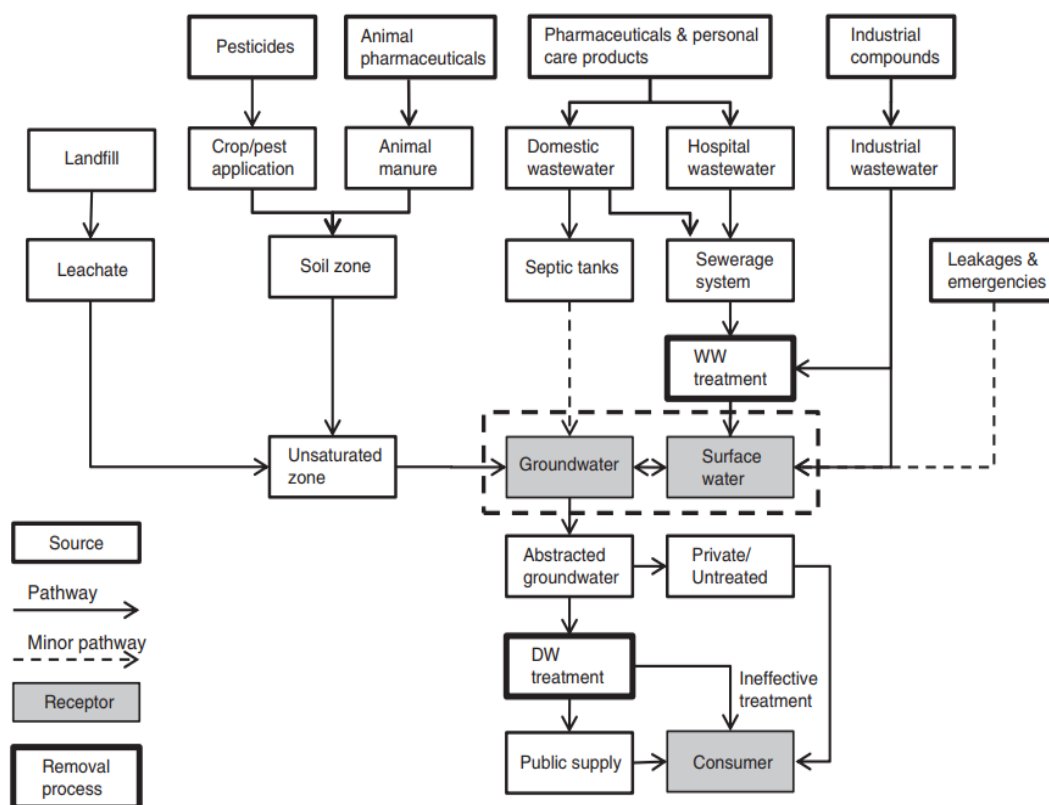 Pesticides
Animal
pharmaceuticals
Pharmaceuticals & personal
care products
Industrial
compounds
Landfill
Crop/pest
application
Animal
manure
Domestic
wastewater
Hospital
wastewater
Industrial
wastewater
Leachate
Soil zone
Septic tanks
Sewerage
system
Leakages &
emergencies
WW
treatment
Unsaturated
zone
Groundwater
Surface
water
Source
Pathway
Minor pathway
Receptor
Removal
process
Abstracted
groundwater
Private/
Untreated
DW
treatment
Ineffective
treatment
Public supply
Consumer